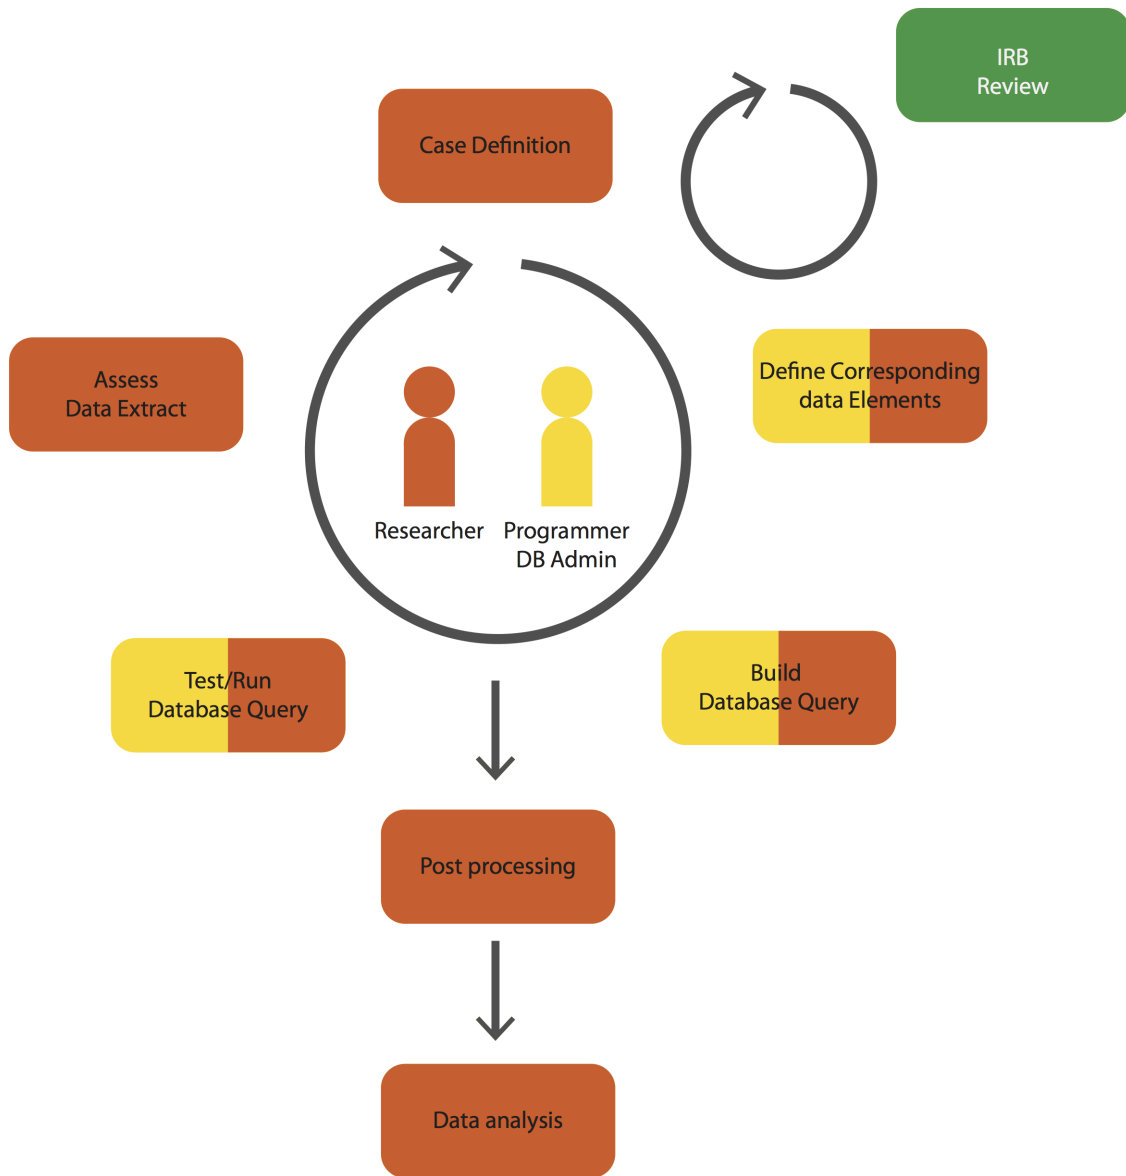 IRB
Review
Case Definition
Define Corresponding
data Elements
Assess
Data Extract
Researcher
Programmer
DB Admin
Test/Run
Database Query
Build
Database Query
Post processing
Data analysis